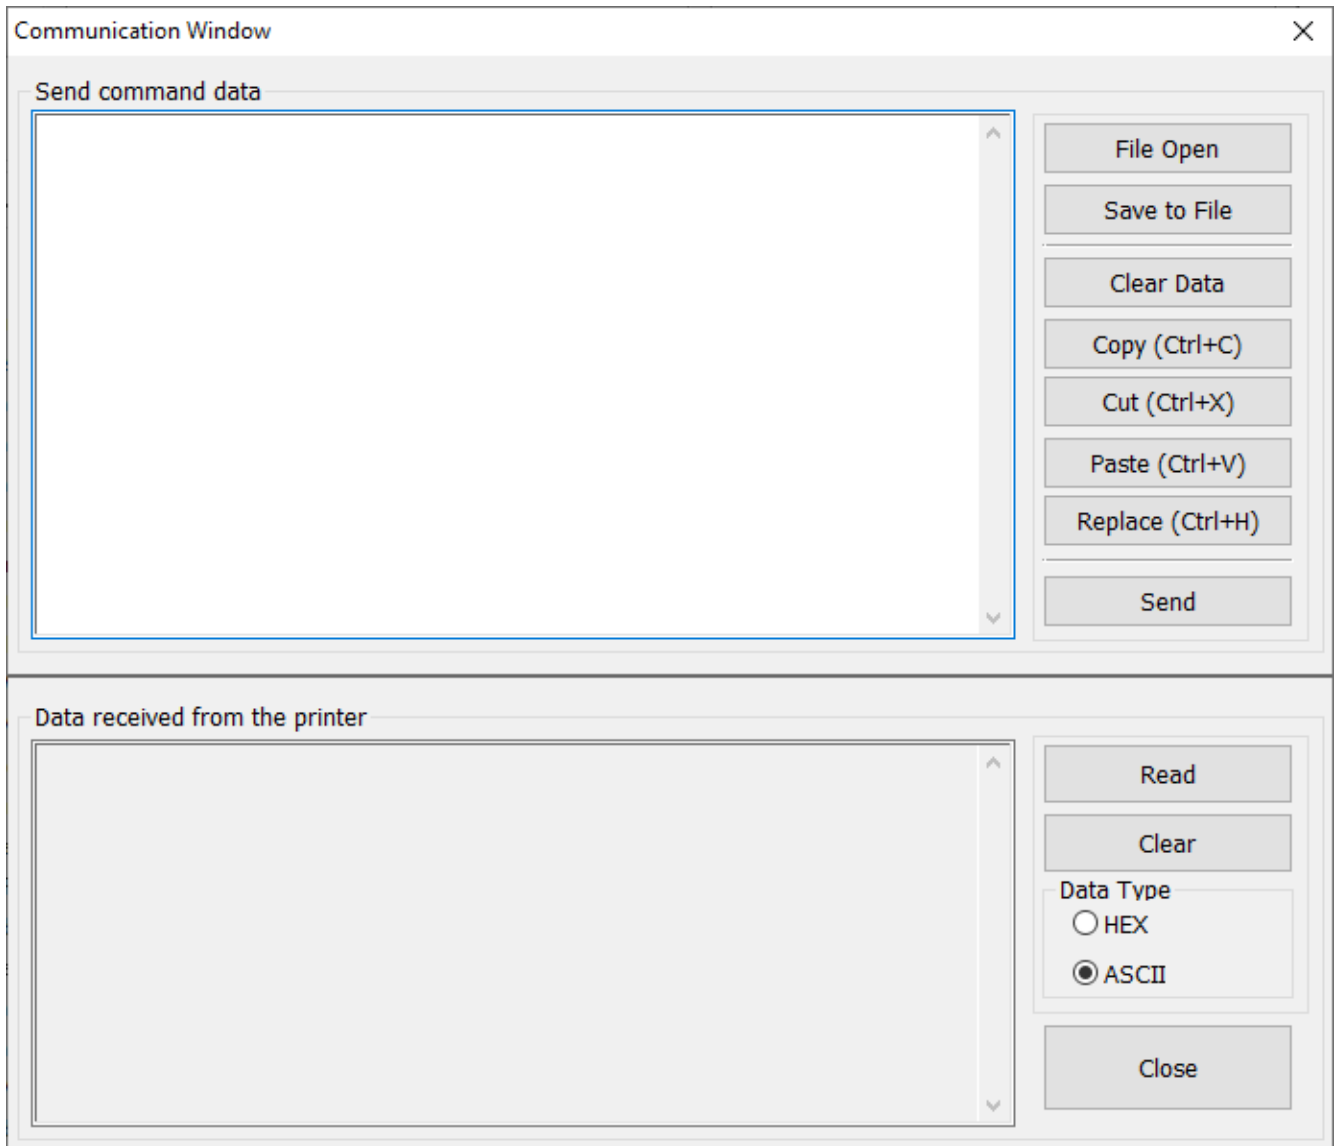 Communication Window
Send command data
File Open
Save to File
Clear Data
Copy (Ctrl+C)
Cut (Ctrl+X)
Paste (Ctrl+V)
Replace (Ctrl+H)
Send
Data received from the printer
Read
Clear
Data Type
HEX
ASCII
Close